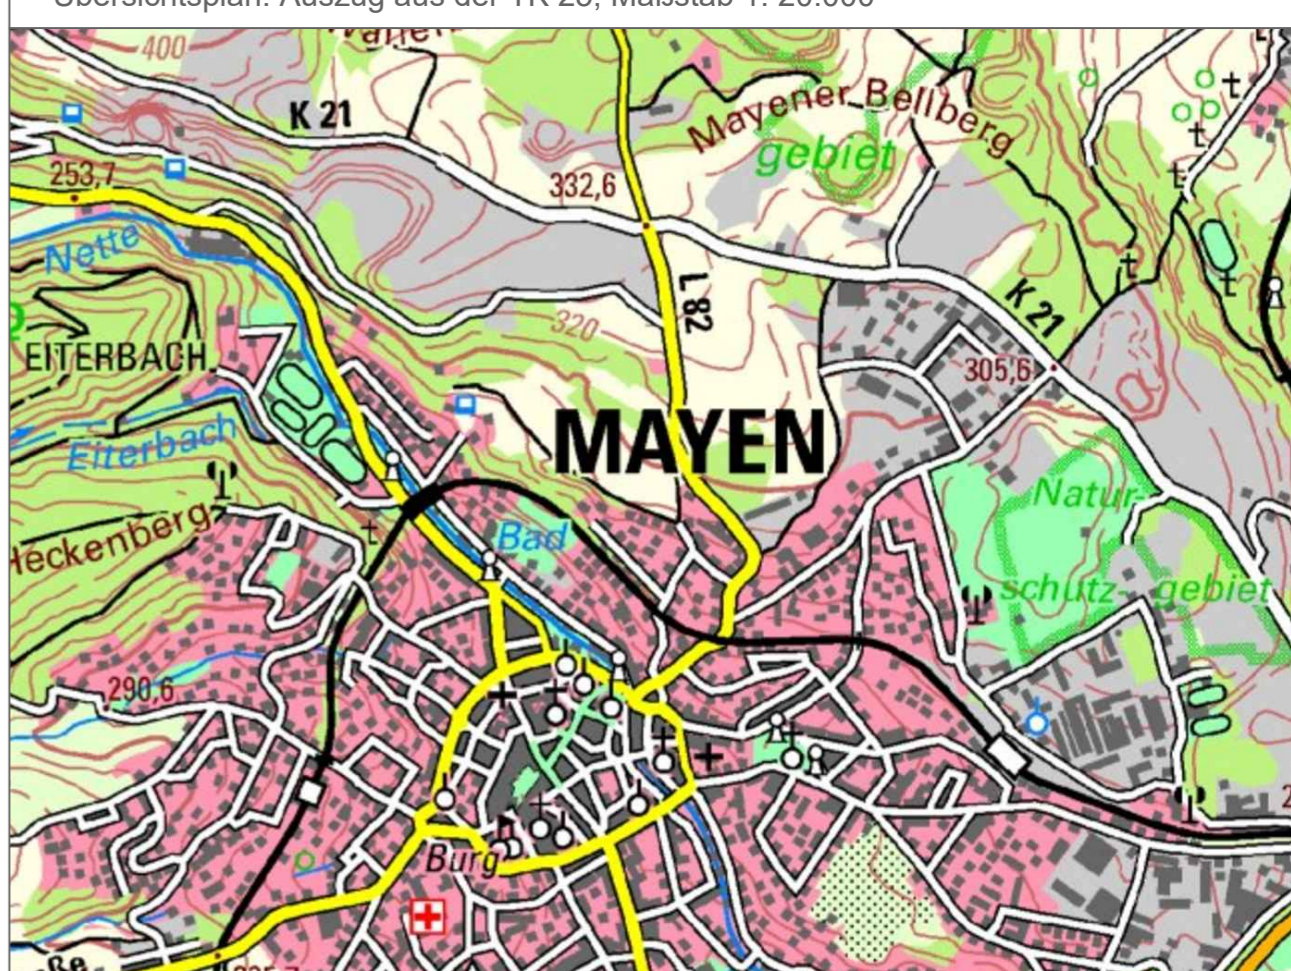 Übersichtsplan: Auszug aus der TK 25, Maßstab 1: 20.000
400
K 21
Mayener Bellberg
gebiet
253,7
332,6
Nette
L 82
K 21
320
EITERBACH
305,6
MAYEN
Eiterbach
Natur-
Heckenberg
Bad
schutz-
gebiet
290,6
Burg